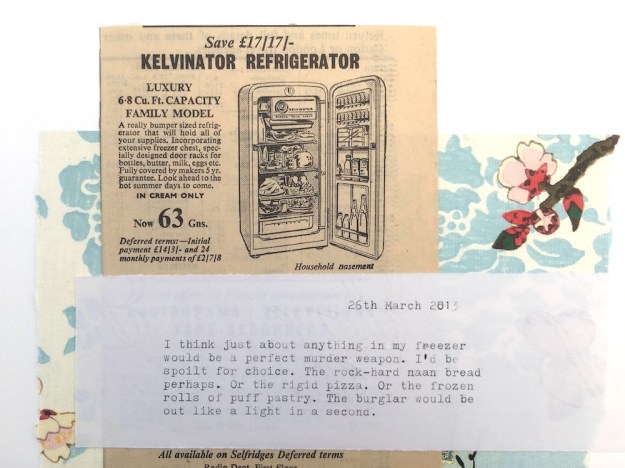 Save £17/17/-
KELVINATOR REFRIGERATOR
LUXURY
6·8 Cu. Ft. CAPACITY
FAMILY MODEL
A really bumper sized refrig-
erator that will hold all of
your supplies. Incorporating
extensive freezer chest, spec-
ially designed door racks for
bottles, butter, milk, eggs etc.
Fully covered by makers 5 yr.
guarantee. Look ahead to the
hot summer days to come.
IN CREAM ONLY
Now 63 Gns.
Deferred terms:—Initial
payment £14/3/- and 24
monthly payments of £2/7/8
Household basement
26th March 2013
I think just about anything in my freezer
would be a perfect murder weapon. I'd be
spoilt for choice. The rock-hard naan bread
perhaps. Or the rigid pizza. Or the frozen
rolls of puff pastry. The burglar would be
out like a light in a second.
All available on Selfridges Deferred terms
Radio Dept. First Floor